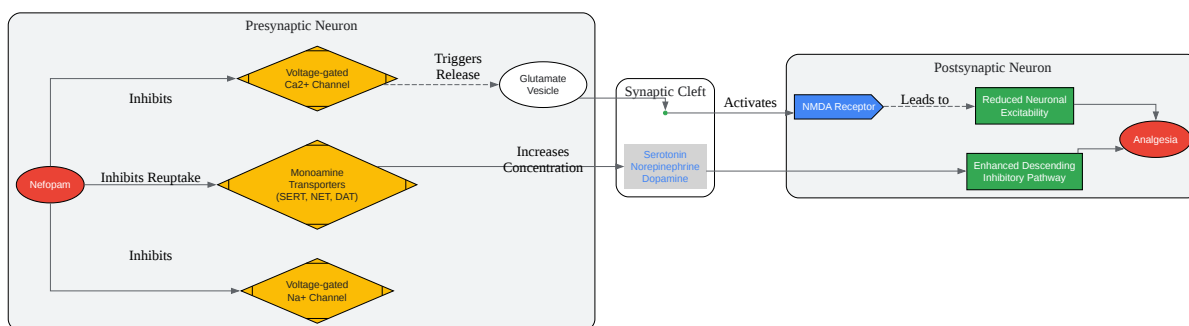 Presynaptic Neuron
Voltage-gated
Ca2+ Channel
Inhibits
Triggers
Release
Glutamate
Vesicle
Nefopam
Inhibits Reuptake
Monoamine
Transporters
(SERT, NET, DAT)
Increases
Concentration
Inhibits
Voltage-gated
Na+ Channel
Synaptic Cleft
Serotonin
Norepinephrine
Dopamine
Activates
Postsynaptic Neuron
NMDA Receptor
Leads to
Reduced Neuronal
Excitability
Enhanced Descending
Inhibitory Pathway
Analgesia